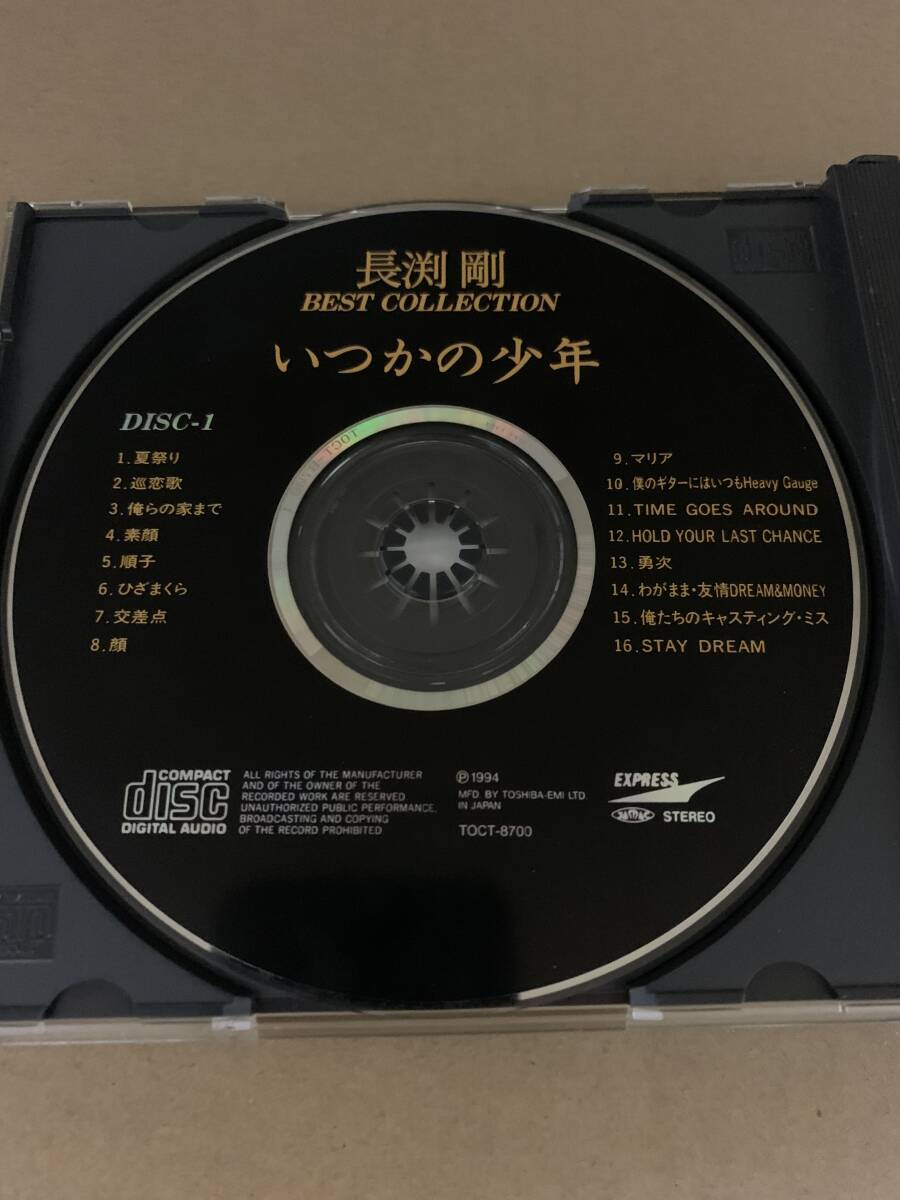 長渕 剛
BEST COLLECTION
いつかの少年
DISC-1
1.夏祭り
2.巡恋歌
3.俺らの家まで
4.素顔
5.順子
6.ひざまくら
7.交差点
8.顔
9.マリア
10.僕のギターにはいつもHeavy Gauge
11.TIME GOES AROUND
12.HOLD YOUR LAST CHANCE
13.勇次
14.わがまま・友情DREAM&MONEY
15.俺たちのキャスティング・ミス
16.STAY DREAM
COMPACT
disc
DIGITAL AUDIO
ALL RIGHTS OF THE MANUFACTURER
AND OF THE OWNER OF THE
RECORDED WORK ARE RESERVED
UNAUTHORIZED PUBLIC PERFORMANCE,
BROADCASTING AND COPYING
OF THE RECORD PROHIBITED
℗1994
MFD. BY TOSHIBA-EMI LTD.
IN JAPAN
TOCT-8700
EXPRESS
JASRAC
STEREO